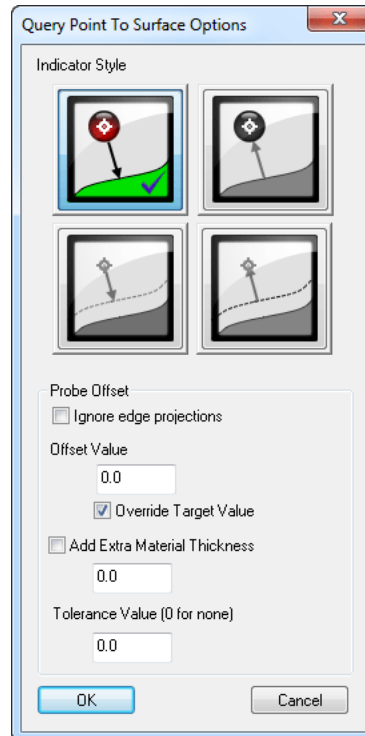 Query Point To Surface Options
Indicator Style
Probe Offset
Ignore edge projections
Offset Value
0.0
Override Target Value
Add Extra Material Thickness
0.0
Tolerance Value (0 for none)
0.0
OK Cancel